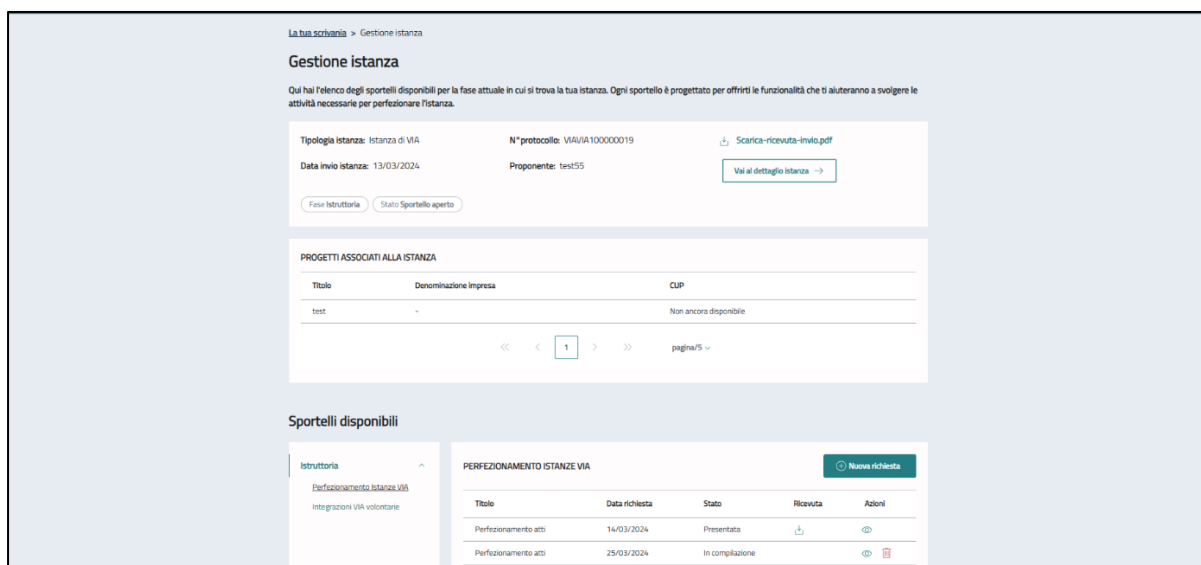 La tua scrivania > Gestione istanza
Gestione istanza
Qui hai l'elenco degli sportelli disponibili per la fase attuale in cui si trova la tua istanza. Ogni sportello è progettato per offrirti le funzionalità che ti aiuteranno a svolgere le
attività necessarie per perfezionare l'istanza.
Tipologia istanza: Istanza di VIA N°protocollo: VIAVIA100000019 Scarica-ricevuta-invio.pdf
Data invio istanza: 13/03/2024 Proponente: test55 Vai al dettaglio istanza →
Fase Istruttoria Stato Sportello aperto
PROGETTI ASSOCIATI ALLA ISTANZA
Titolo Denominazione impresa CUP
test - Non ancora disponibile
<< < 1 > >> pagina/5
Sportelli disponibili
Istruttoria PERFEZIONAMENTO ISTANZE VIA Nuova richiesta
Perfezionamento Istanze VIA
Integrazioni VIA volontarie
Titolo Data richiesta Stato Ricevuta Azioni
Perfezionamento atti 14/03/2024 Presentata
Perfezionamento atti 25/03/2024 In compilazione